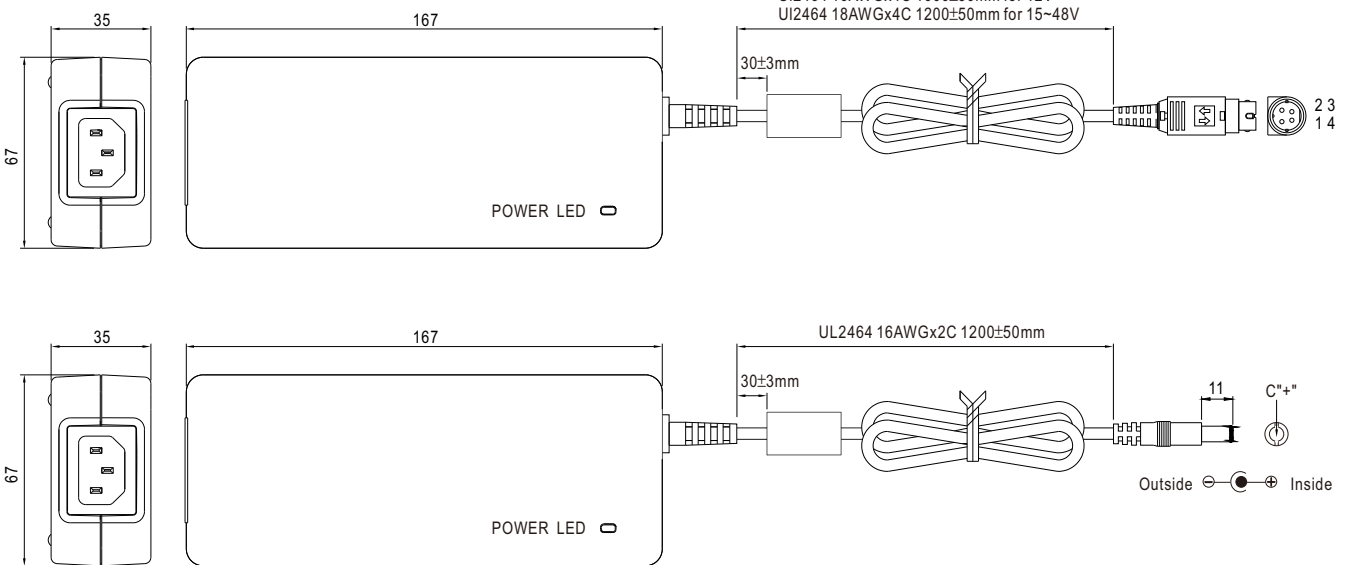 UI2464 18AWGx4C 1200±50mm for 15~48V
35
167
30±3mm
67
2 3
1 4
POWER LED
35
167
UL2464 16AWGx2C 1200±50mm
30±3mm
11
C"+"
67
Outside
Inside
POWER LED